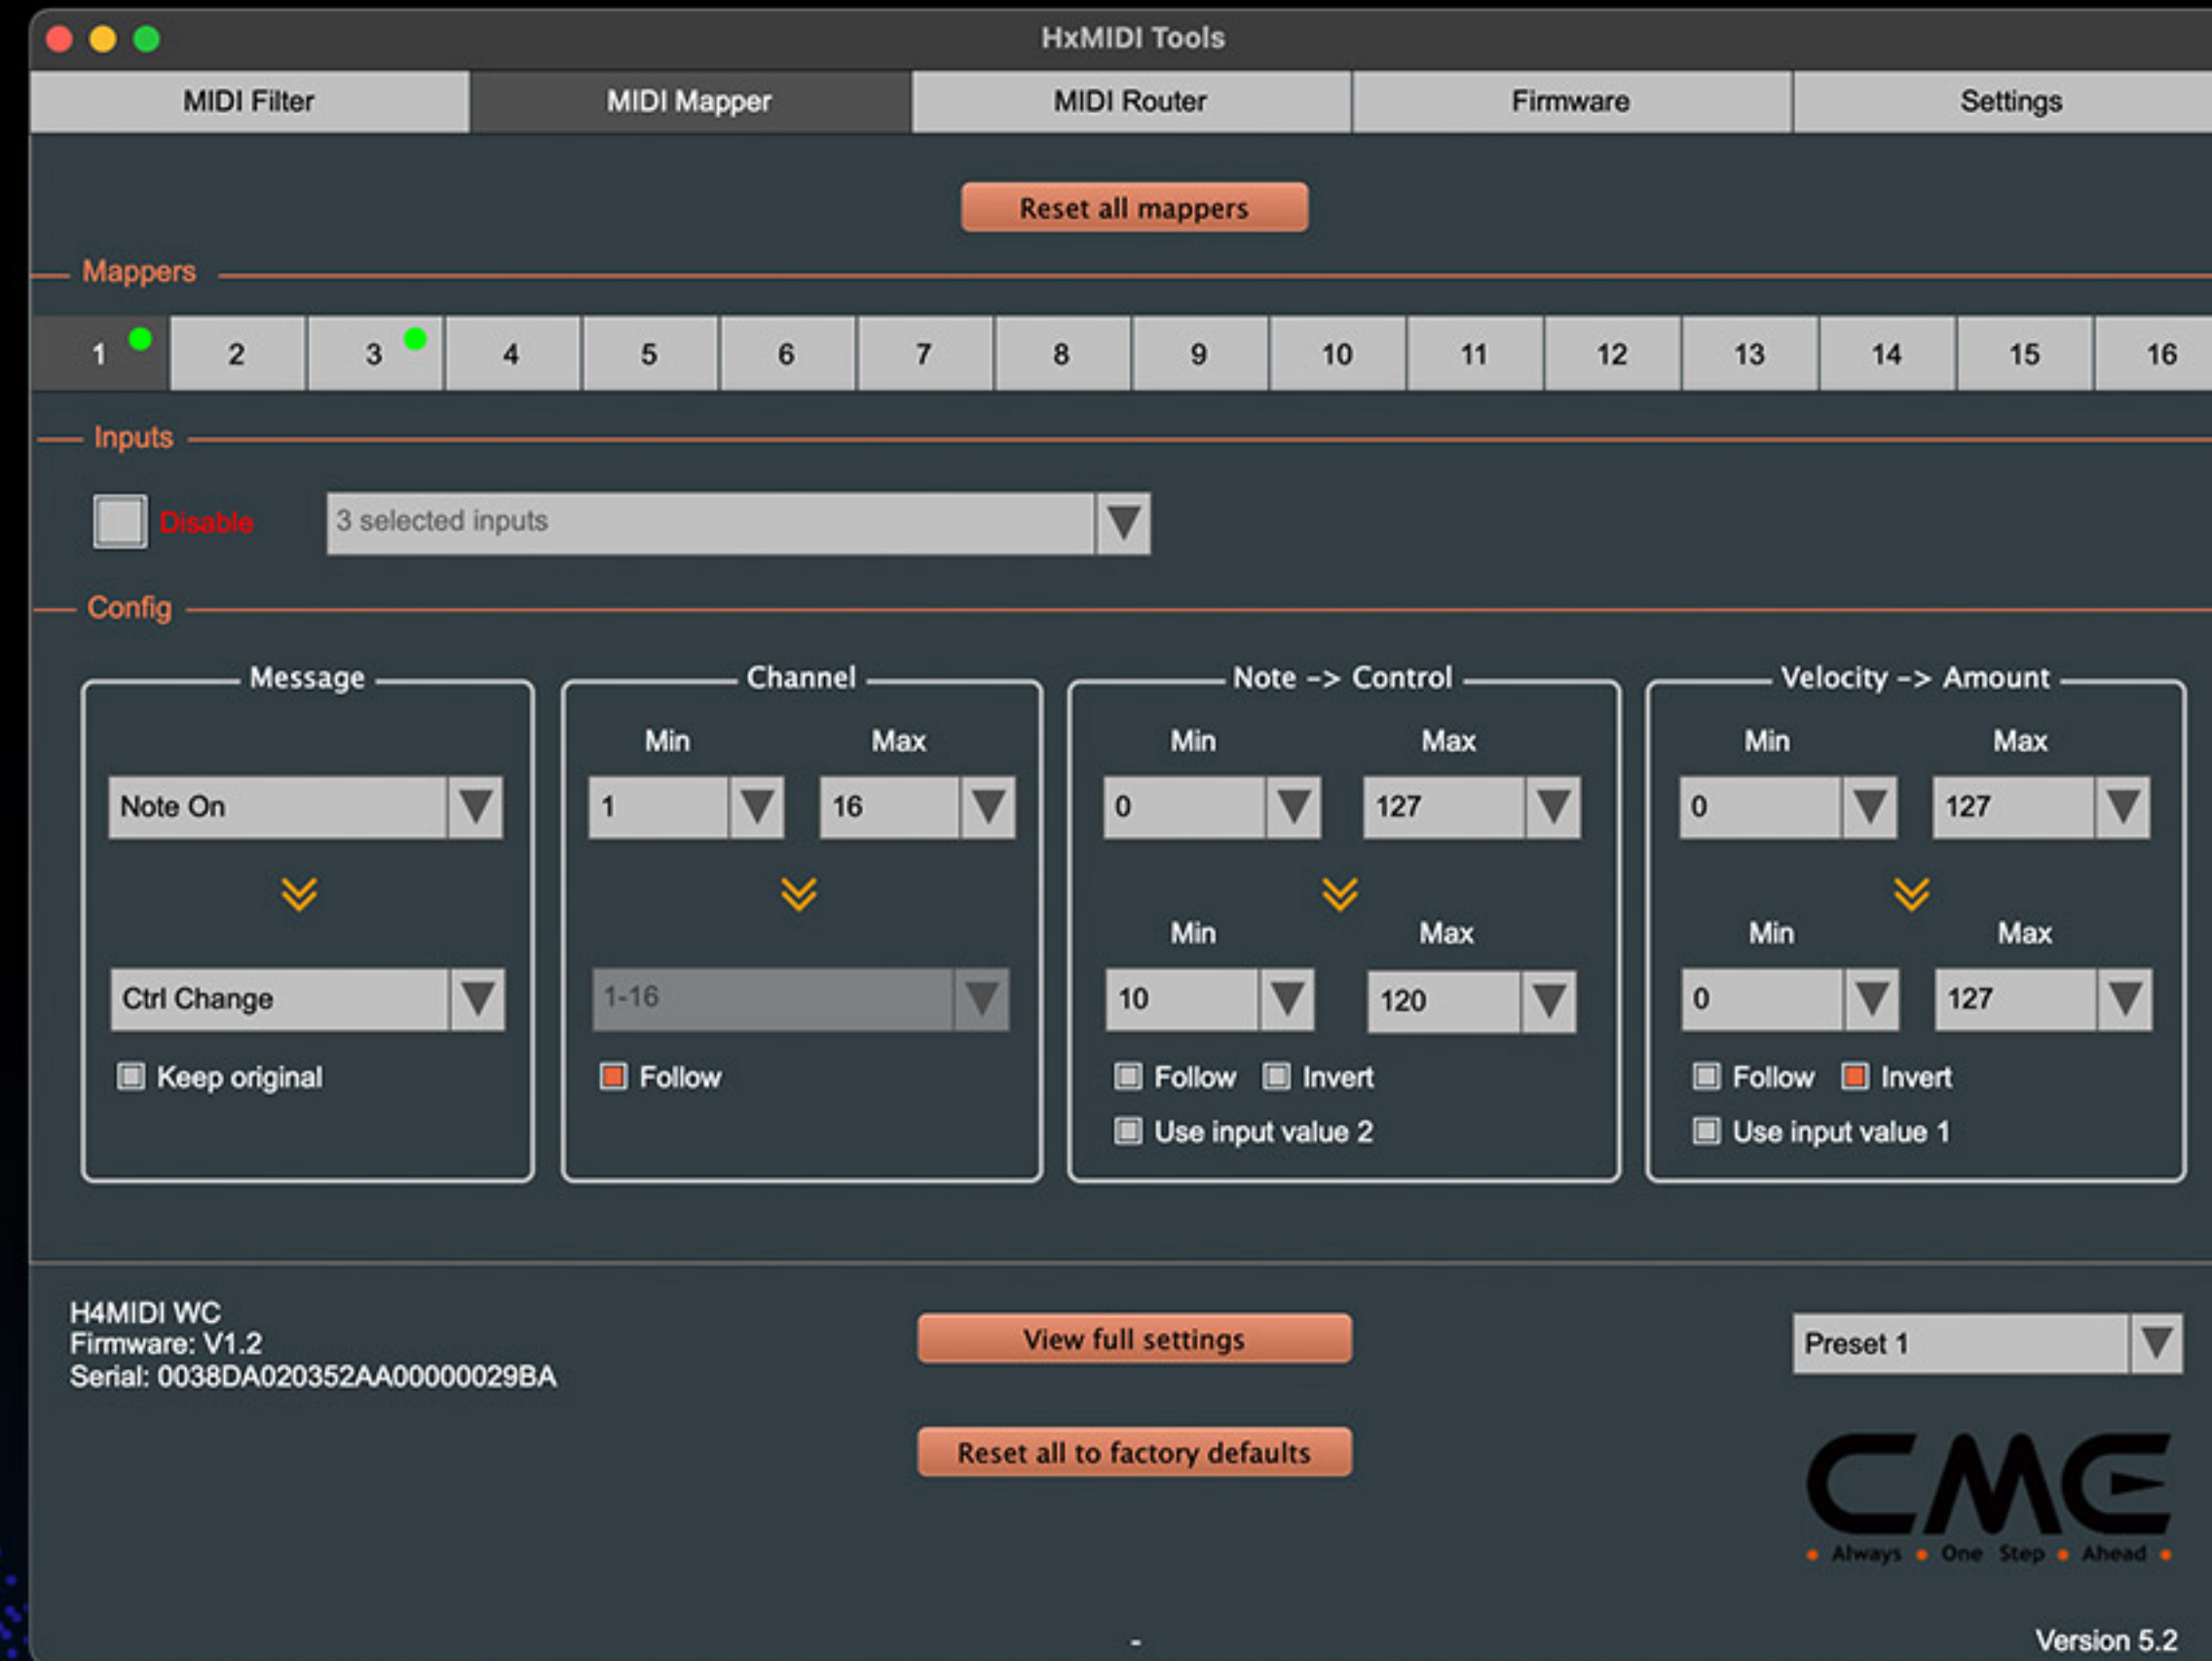 HxMIDI Tools
MIDI Filter MIDI Mapper MIDI Router Firmware Settings
Reset all mappers
Mappers
1 2 3 4 5 6 7 8 9 10 11 12 13 14 15 16
Inputs
Disable 3 selected inputs
Config
Message Channel Note -> Control Velocity -> Amount
Min Max Min Max Min Max
Note On 1 16 0 127 0 127
Min Max Min Max
Ctrl Change 1-16 10 120 0 127
Keep original Follow Follow Invert Follow Invert
Use input value 2 Use input value 1
H4MIDI WC
Firmware: V1.2
Serial: 0038DA020352AA00000029BA
View full settings
Preset 1
Reset all to factory defaults
CME
Always One Step Ahead
-
Version 5.2